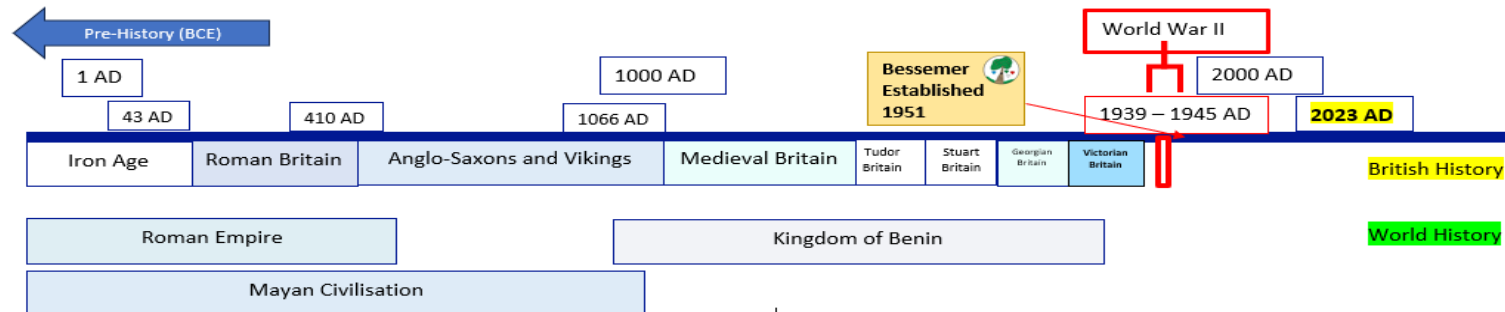 Pre-History (BCE)
World War II
1 AD
1000 AD
Bessemer
Established
1951
2000 AD
43 AD
410 AD
1066 AD
1939 – 1945 AD
2023 AD
Iron Age
Roman Britain
Anglo-Saxons and Vikings
Medieval Britain
Tudor
Britain
Stuart
Britain
Georgian
Britain
Victorian
Britain
British History
Roman Empire
Kingdom of Benin
World History
Mayan Civilisation